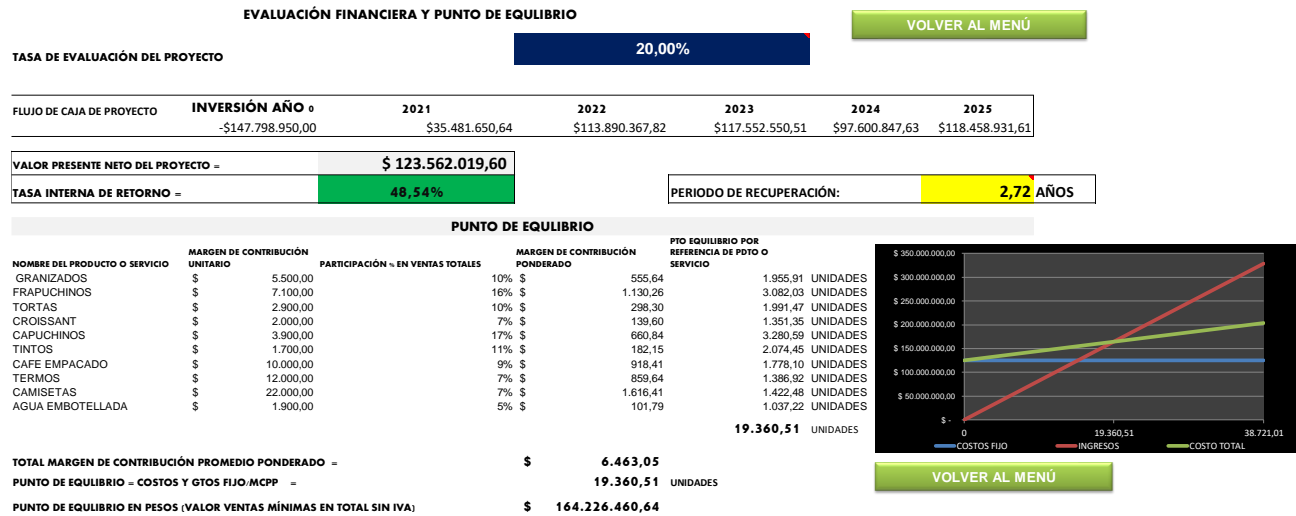 EVALUACIÓN FINANCIERA Y PUNTO DE EQULIBRIO
VOLVER AL MENÚ
TASA DE EVALUACIÓN DEL PROYECTO 20,00%
FLUJO DE CAJA DE PROYECTO INVERSIÓN AÑO 0 2021 2022 2023 2024 2025
-$147.798.950,00 $35.481.650,64 $113.890.367,82 $117.552.550,51 $97.600.847,63 $118.458.931,61
VALOR PRESENTE NETO DEL PROYECTO = $ 123.562.019,60
TASA INTERNA DE RETORNO = 48,54% PERIODO DE RECUPERACIÓN: 2,72 AÑOS
PUNTO DE EQULIBRIO
NOMBRE DEL PRODUCTO O SERVICIO MARGEN DE CONTRIBUCIÓN UNITARIO PARTICIPACIÓN % EN VENTAS TOTALES MARGEN DE CONTRIBUCIÓN PONDERADO PTO EQUILIBRIO POR REFERENCIA DE PDTO O SERVICIO
GRANIZADOS $ 5.500,00 10% $ 555,64 1.955,91 UNIDADES
FRAPUCHINOS $ 7.100,00 16% $ 1.130,26 3.082,03 UNIDADES
TORTAS $ 2.900,00 10% $ 298,30 1.991,47 UNIDADES
CROISSANT $ 2.000,00 7% $ 139,60 1.351,35 UNIDADES
CAPUCHINOS $ 3.900,00 17% $ 660,84 3.280,59 UNIDADES
TINTOS $ 1.700,00 11% $ 182,15 2.074,45 UNIDADES
CAFE EMPACADO $ 10.000,00 9% $ 918,41 1.778,10 UNIDADES
TERMOS $ 12.000,00 7% $ 859,64 1.386,92 UNIDADES
CAMISETAS $ 22.000,00 7% $ 1.616,41 1.422,48 UNIDADES
AGUA EMBOTELLADA $ 1.900,00 5% $ 101,79 1.037,22 UNIDADES
19.360,51 UNIDADES
TOTAL MARGEN DE CONTRIBUCIÓN PROMEDIO PONDERADO = $ 6.463,05
PUNTO DE EQULIBRIO = COSTOS Y GTOS FIJO/MCPP = 19.360,51 UNIDADES
PUNTO DE EQULIBRIO EN PESOS (VALOR VENTAS MÍNIMAS EN TOTAL SIN IVA) $ 164.226.460,64
$ 350.000.000,00
$ 300.000.000,00
$ 250.000.000,00
$ 200.000.000,00
$ 150.000.000,00
$ 100.000.000,00
$ 50.000.000,00
$ -
0 19.360,51 38.721,01
COSTOS FIJO INGRESOS COSTO TOTAL
VOLVER AL MENÚ